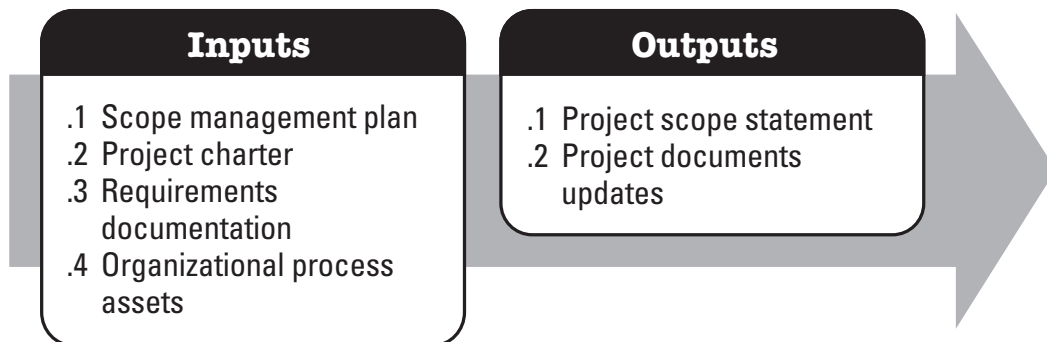 Inputs
.1 Scope management plan
.2 Project charter
.3 Requirements
documentation
.4 Organizational process
assets
Outputs
.1 Project scope statement
.2 Project documents
updates